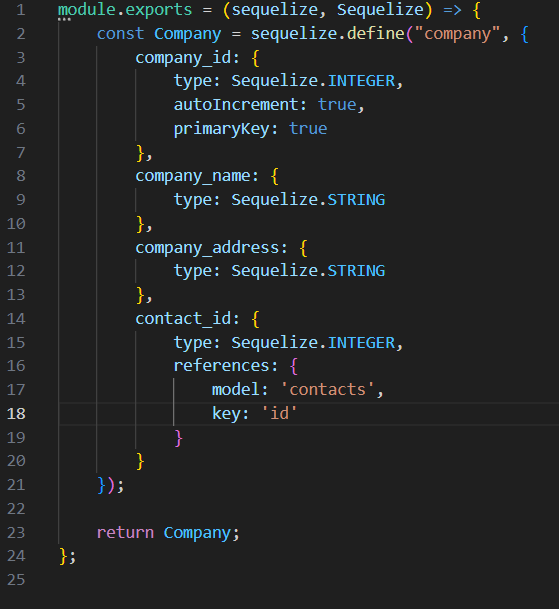 1 module.exports = (sequelize, Sequelize) => {
2     const Company = sequelize.define("company", {
3         company_id: {
4             type: Sequelize.INTEGER,
5             autoIncrement: true,
6             primaryKey: true
7         },
8         company_name: {
9             type: Sequelize.STRING
10         },
11         company_address: {
12             type: Sequelize.STRING
13         },
14         contact_id: {
15             type: Sequelize.INTEGER,
16             references: {
17                 model: 'contacts',
18                 key: 'id'
19             }
20         }
21     });
22
23     return Company;
24 };
25